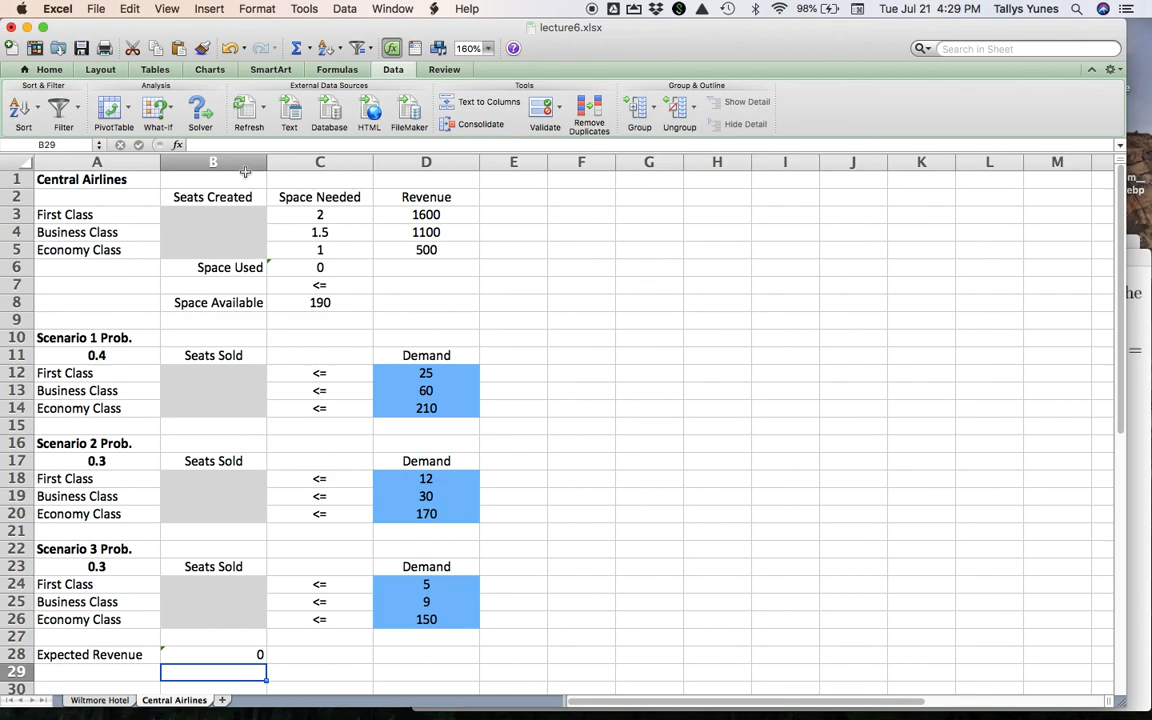 Excel File Edit View Insert Format Tools Data Window Help 98% Tue Jul 21 4:29 PM Tallys Yunes
lecture6.xlsx
160% Search in Sheet
Home Layout Tables Charts SmartArt Formulas Data Review
Sort & Filter Analysis External Data Sources Tools Group & Outline
Text to Columns Show Detail
Consolidate Hide Detail
Sort Filter PivotTable What-If Solver Refresh Text Database HTML FileMaker Validate Remove Duplicates Group Ungroup
B29 fx
A B C D E F G H I J K L M
1 Central Airlines
2 Seats Created Space Needed Revenue
3 First Class 2 1600
4 Business Class 1.5 1100
5 Economy Class 1 500
6 Space Used 0
7 <=
8 Space Available 190
9
10 Scenario 1 Prob.
11 0.4 Seats Sold Demand
12 First Class <= 25
13 Business Class <= 60
14 Economy Class <= 210
15
16 Scenario 2 Prob.
17 0.3 Seats Sold Demand
18 First Class <= 12
19 Business Class <= 30
20 Economy Class <= 170
21
22 Scenario 3 Prob.
23 0.3 Seats Sold Demand
24 First Class <= 5
25 Business Class <= 9
26 Economy Class <= 150
27
28 Expected Revenue 0
29
30
Wiltmore Hotel Central Airlines
m__
ebp
he
=